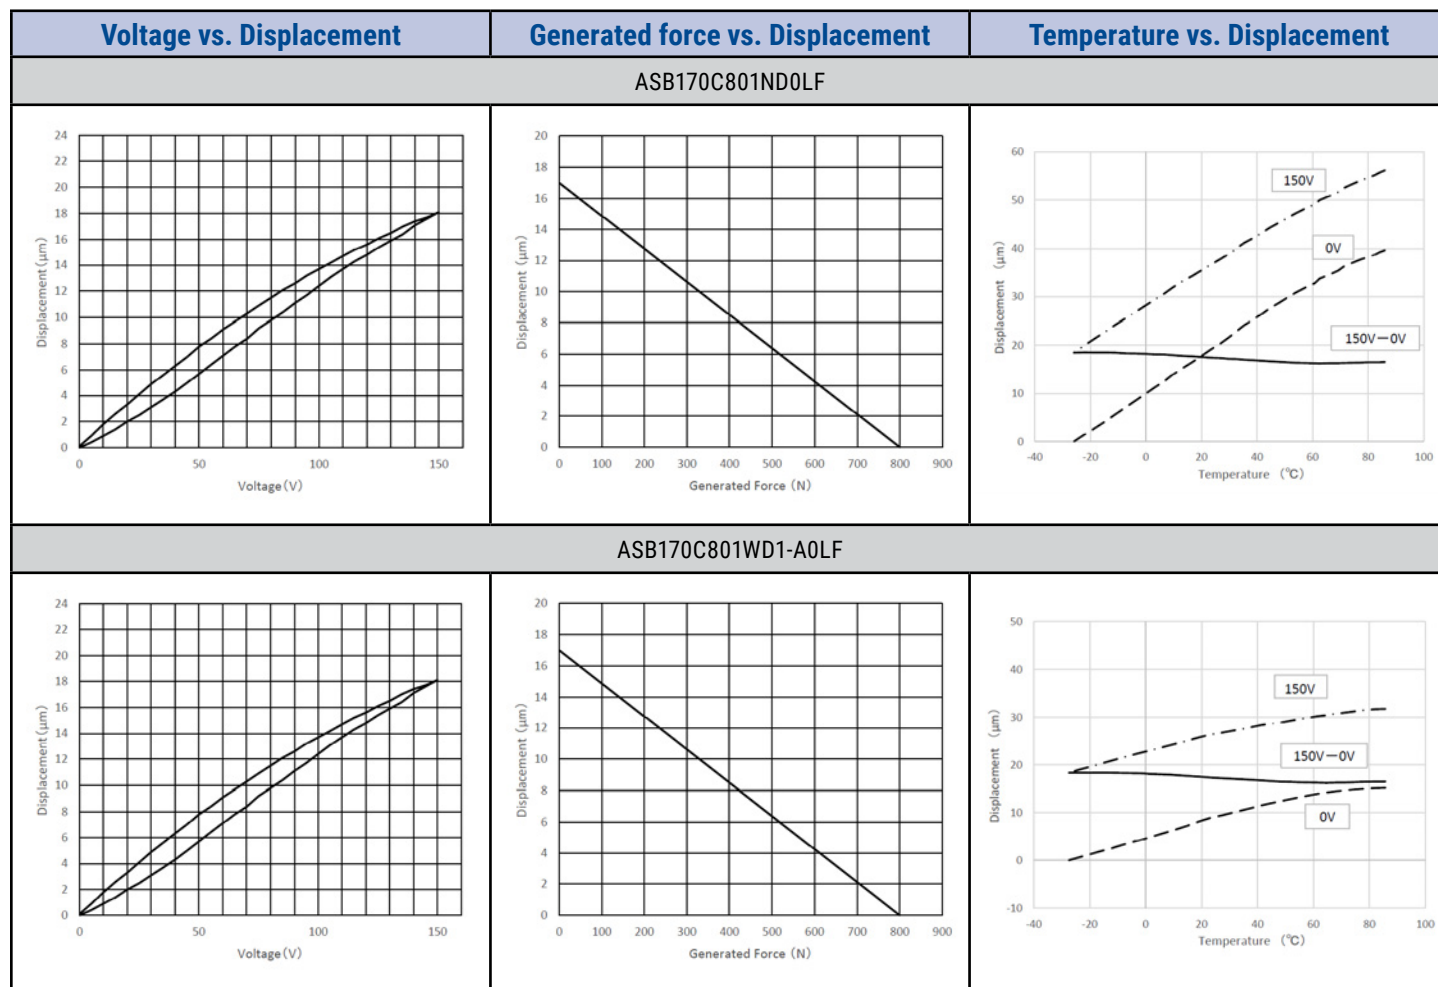 Voltage vs. Displacement
Generated force vs. Displacement
Temperature vs. Displacement
ASB170C801ND0LF
24
22
20
18
16
14
12
10
8
6
4
2
0
Displacement (μm)
0 50 100 150
Voltage(V)
20
18
16
14
12
10
8
6
4
2
0
Displacement (μm)
0 100 200 300 400 500 600 700 800 900
Generated Force (N)
60
50
40
30
20
10
0
Displacement (μm)
150V
0V
150V－0V
-40 -20 0 20 40 60 80 100
Temperature (℃)
ASB170C801WD1-A0LF
24
22
20
18
16
14
12
10
8
6
4
2
0
Displacement (μm)
0 50 100 150
Voltage(V)
20
18
16
14
12
10
8
6
4
2
0
Displacement (μm)
0 100 200 300 400 500 600 700 800 900
Generated Force (N)
50
40
30
20
10
0
-10
Displacement (μm)
150V
150V－0V
0V
-40 -20 0 20 40 60 80 100
Temperature (℃)